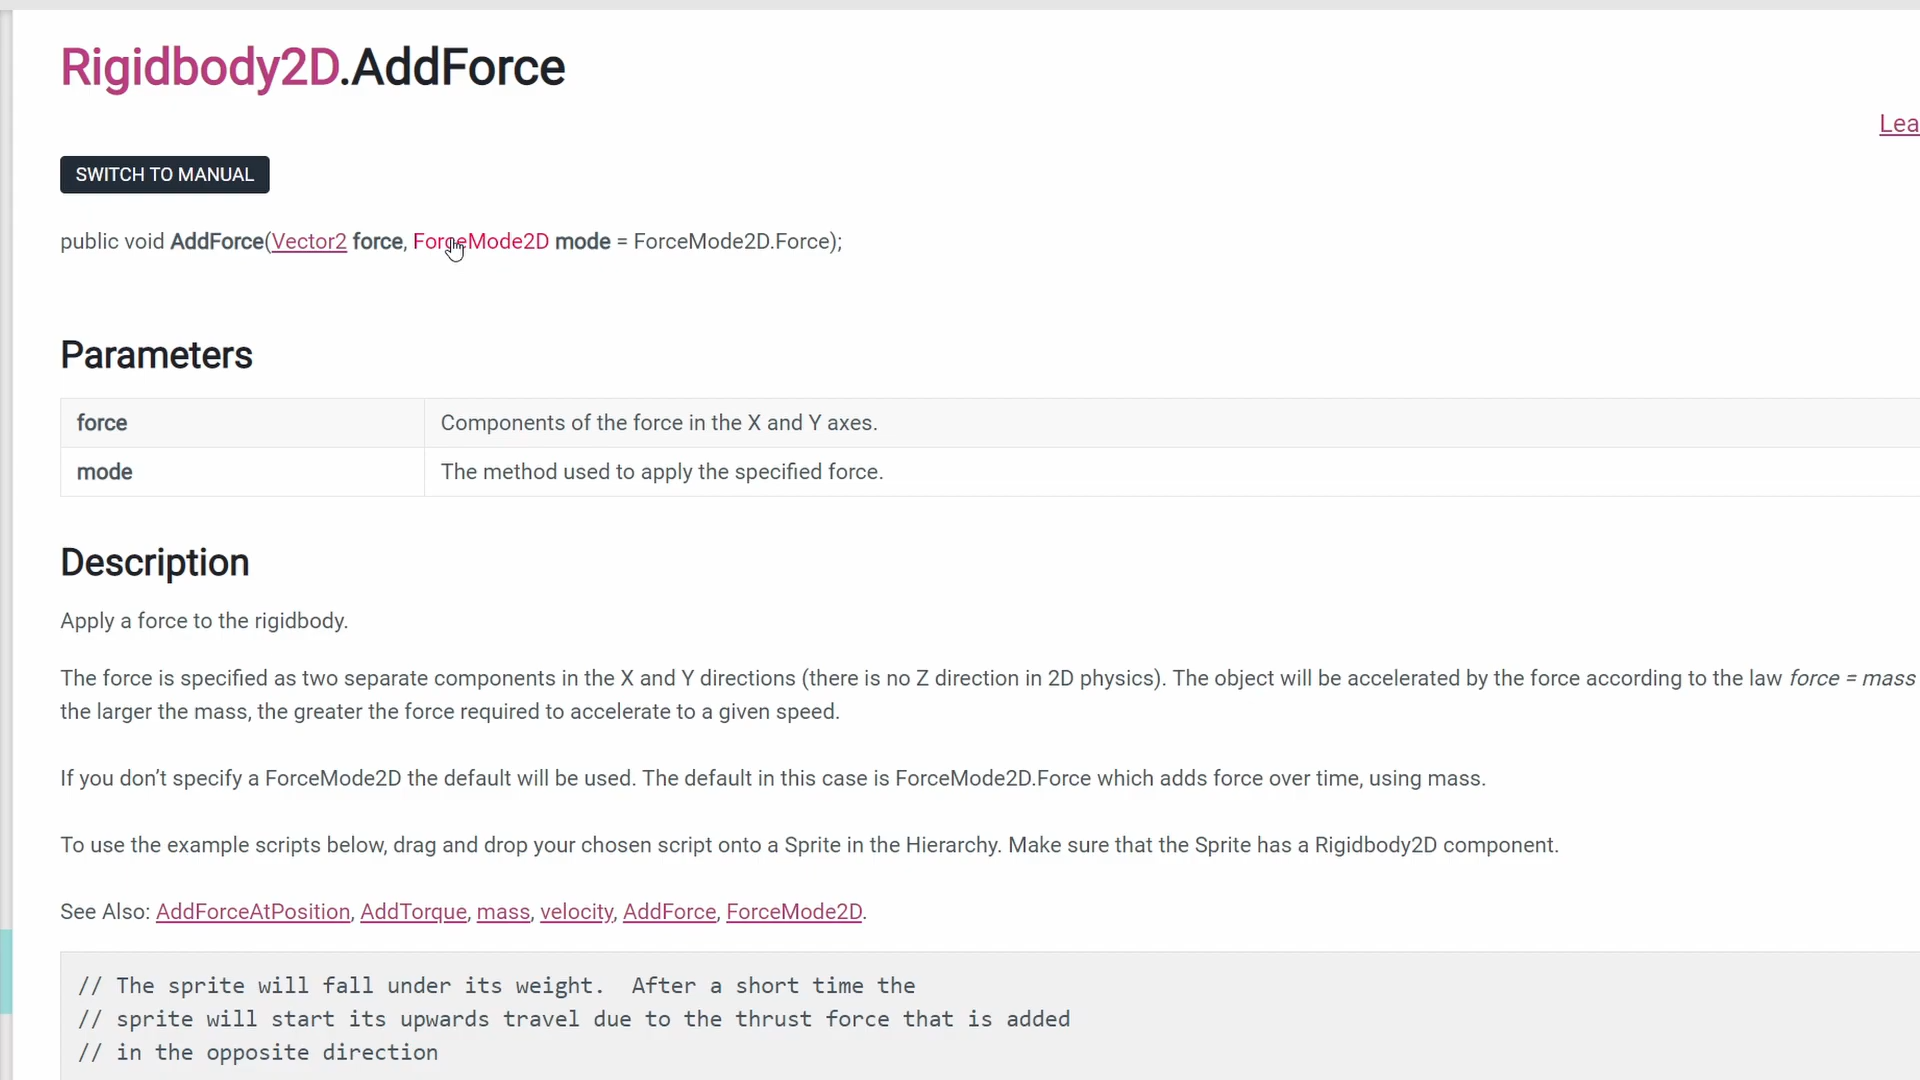 Rigidbody2D.AddForce
Lea
SWITCH TO MANUAL
public void AddForce(Vector2 force, ForceMode2D mode = ForceMode2D.Force);
Parameters
force Components of the force in the X and Y axes.
mode The method used to apply the specified force.
Description
Apply a force to the rigidbody.
The force is specified as two separate components in the X and Y directions (there is no Z direction in 2D physics). The object will be accelerated by the force according to the law force = mass
the larger the mass, the greater the force required to accelerate to a given speed.
If you don’t specify a ForceMode2D the default will be used. The default in this case is ForceMode2D.Force which adds force over time, using mass.
To use the example scripts below, drag and drop your chosen script onto a Sprite in the Hierarchy. Make sure that the Sprite has a Rigidbody2D component.
See Also: AddForceAtPosition, AddTorque, mass, velocity, AddForce, ForceMode2D.
// The sprite will fall under its weight.  After a short time the
// sprite will start its upwards travel due to the thrust force that is added
// in the opposite direction